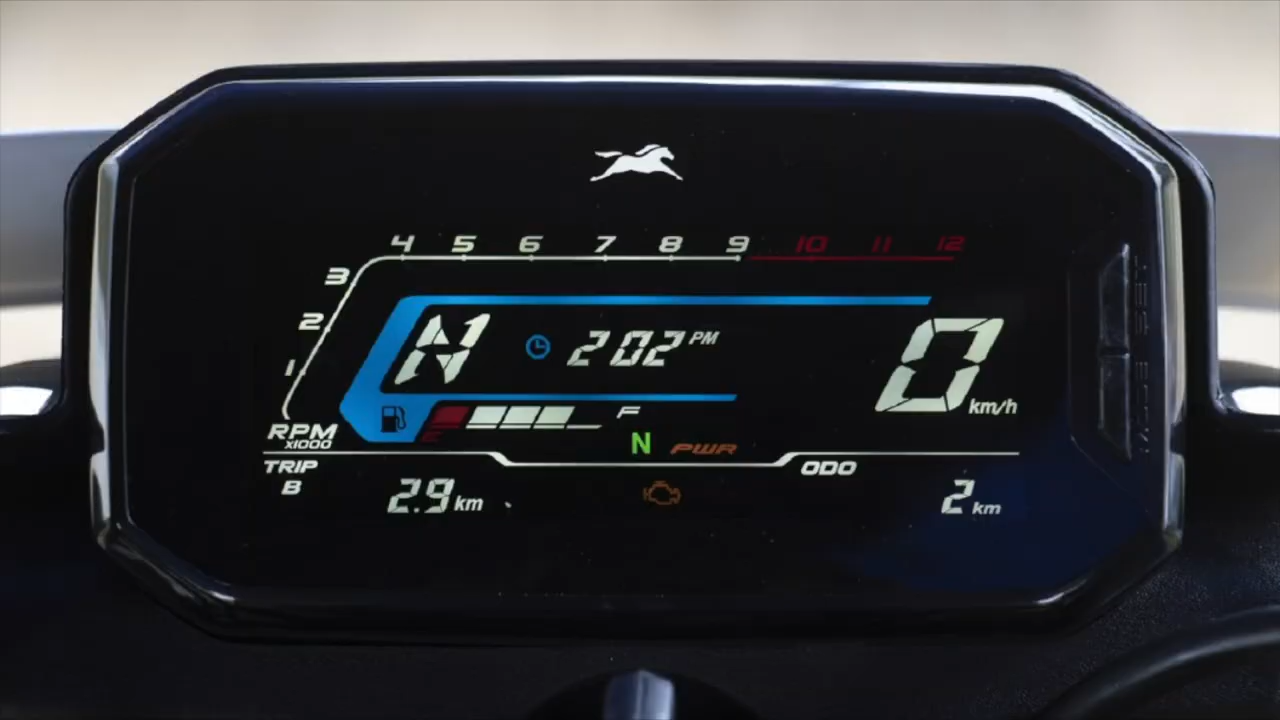 4 5 6 7 8 9 10 11 12
3
2
1
N 2 02 PM
0 km/h
E F
RPM
x1000
N PWR
TRIP
B
ODO
2.9 km
2 km